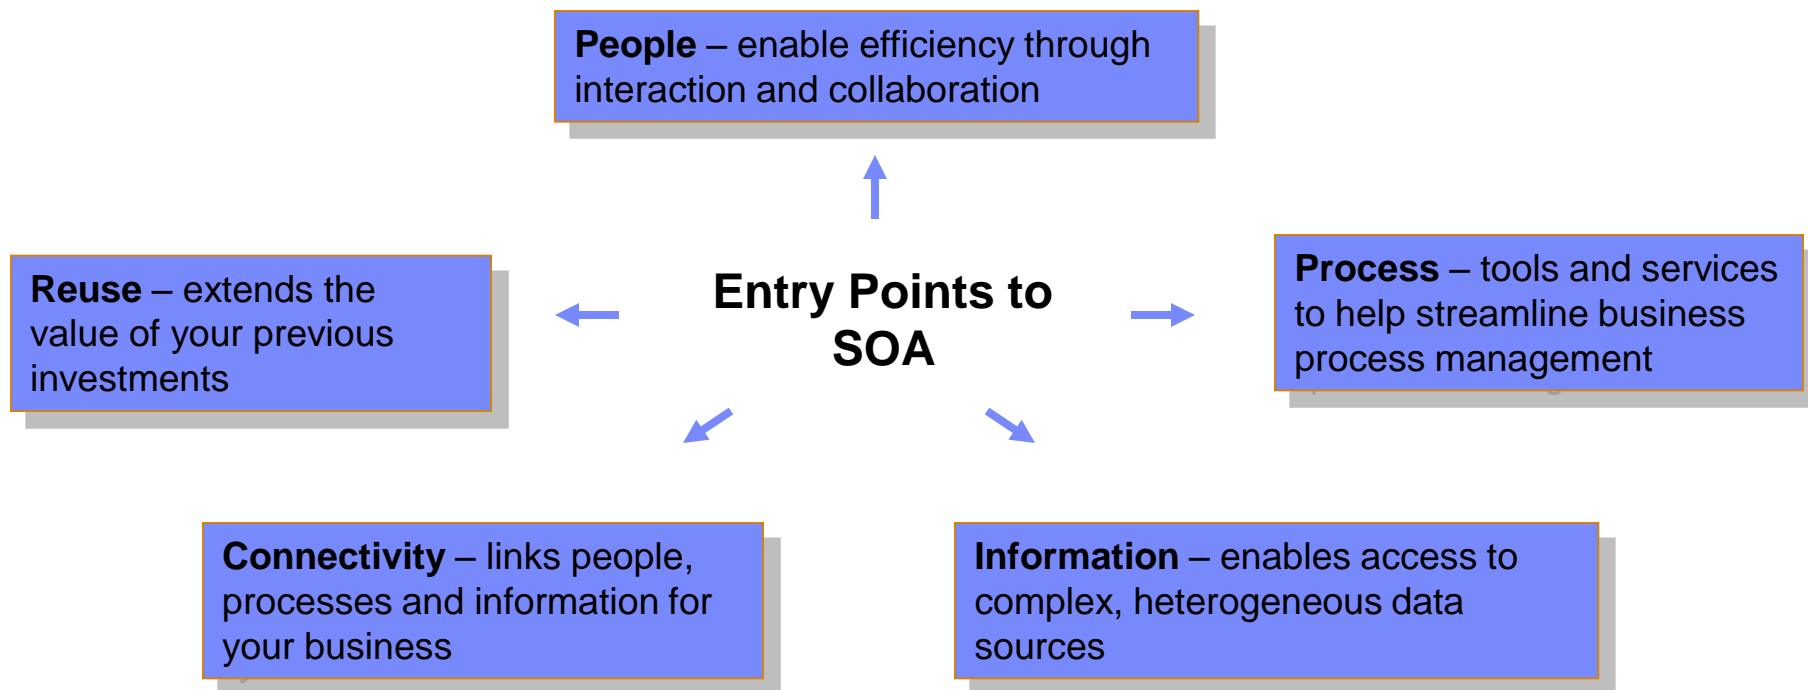 People – enable efficiency through
interaction and collaboration
Reuse – extends the
value of your previous
investments
Entry Points to
SOA
Process – tools and services
to help streamline business
process management
Connectivity – links people,
processes and information for
your business
Information – enables access to
complex, heterogeneous data
sources